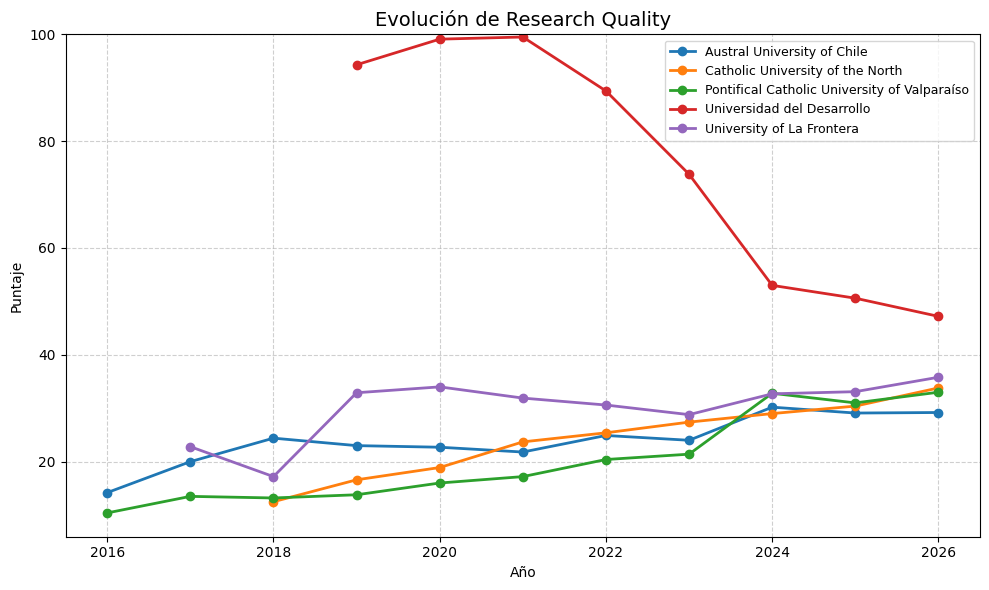 Evolución de Research Quality
100
80
60
40
20
Puntaje
Austral University of Chile
Catholic University of the North
Pontifical Catholic University of Valparaíso
Universidad del Desarrollo
University of La Frontera
2016
2018
2020
2022
2024
2026
Año